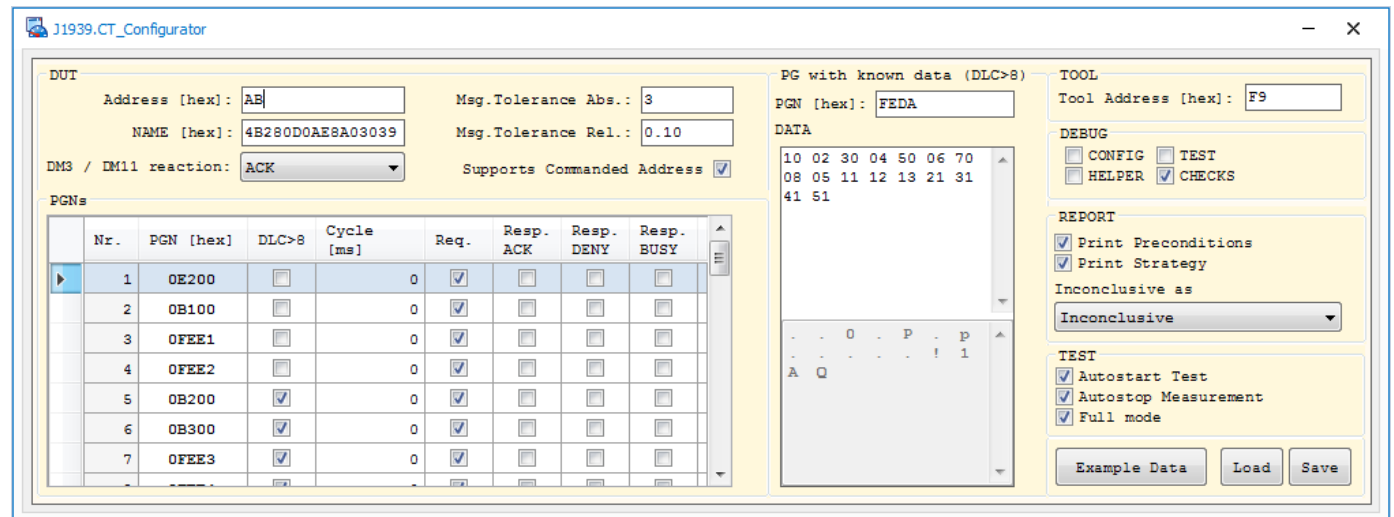 J1939.CT_Configurator
DUT
Address [hex]: AB
NAME [hex]: 4B280D0AE8A03039
DM3 / DM11 reaction: ACK
Msg.Tolerance Abs.: 3
Msg.Tolerance Rel.: 0.10
Supports Commanded Address
PGNs
Nr. PGN [hex] DLC>8 Cycle [ms] Req. Resp. ACK Resp. DENY Resp. BUSY
1 0E200 0
2 0B100 0
3 0FEE1 0
4 0FEE2 0
5 0B200 0
6 0B300 0
7 0FEE3 0
PG with known data (DLC>8)
PGN [hex]: FEDA
DATA
10 02 30 04 50 06 70
08 05 11 12 13 21 31
41 51
. . 0 . P . p
. . . . . ! 1
A Q
TOOL
Tool Address [hex]: F9
DEBUG
CONFIG TEST
HELPER CHECKS
REPORT
Print Preconditions
Print Strategy
Inconclusive as
Inconclusive
TEST
Autostart Test
Autostop Measurement
Full mode
Example Data Load Save